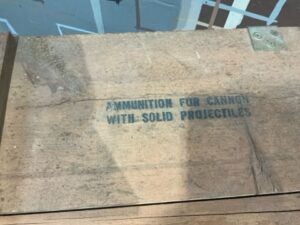 AMMUNITION FOR CANNON
WITH SOLID PROJECTILES